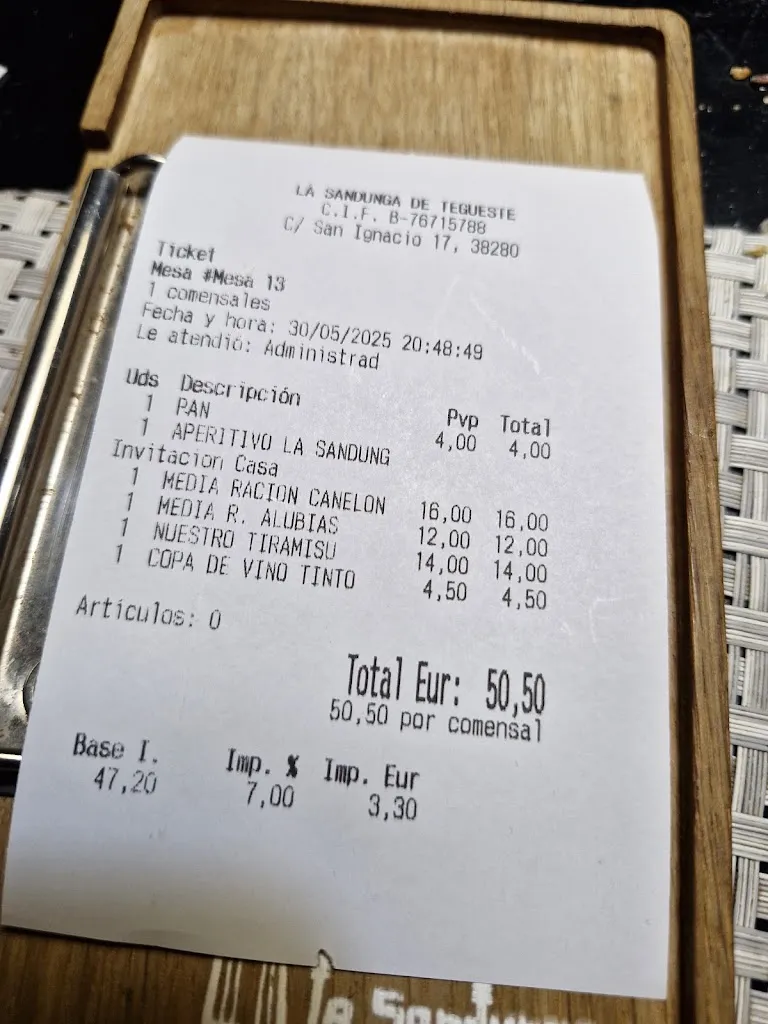 LA SANDUNGA DE TEGUESTE
C.I.F. B-76715788
C/ San Ignacio 17, 38280
Ticket
Mesa #Mesa 13
1 comensales
Fecha y hora: 30/05/2025 20:48:49
Le atendió: Administrad
Uds Descripción Pvp Total
1 PAN 4,00 4,00
1 APERITIVO LA SANDUNG
Invitacion Casa
1 MEDIA RACION CANELON 16,00 16,00
1 MEDIA R. ALUBIAS 12,00 12,00
1 NUESTRO TIRAMISU 14,00 14,00
1 COPA DE VINO TINTO 4,50 4,50
Artículos: 0
Total Eur: 50,50
50,50 por comensal
Base I. Imp. % Imp. Eur
47,20 7,00 3,30